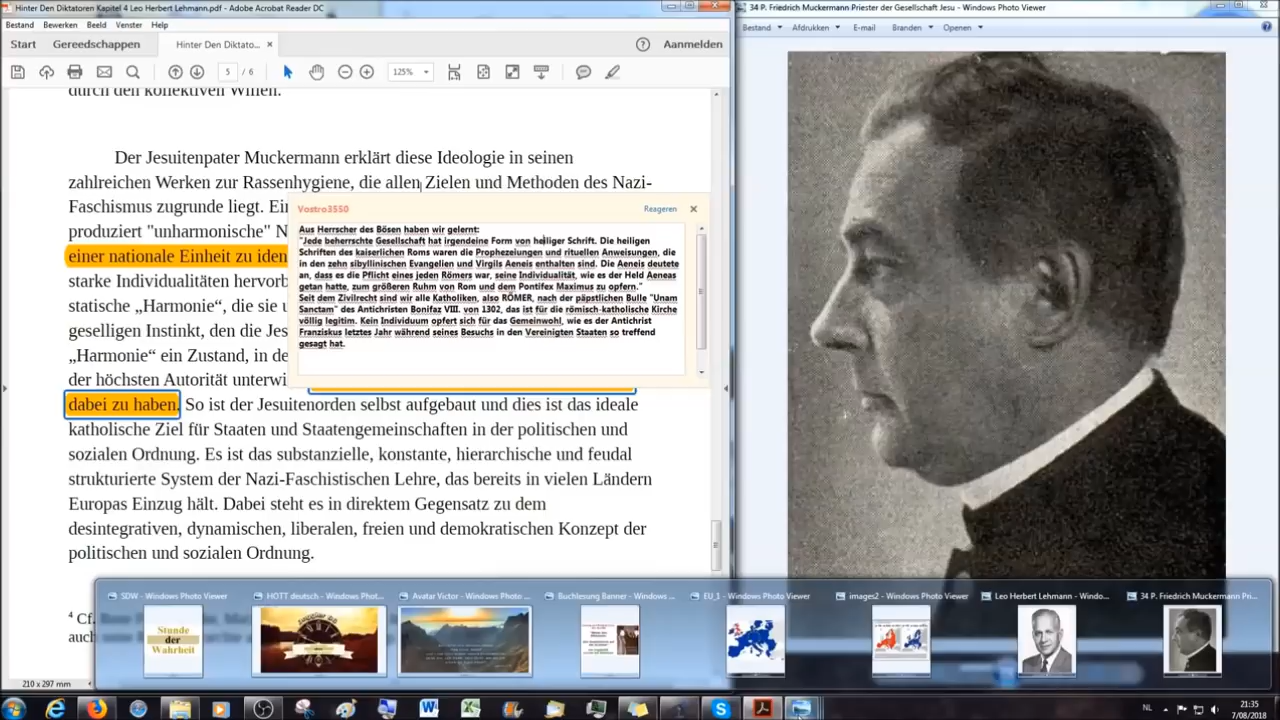 Hinter Den Diktatoren Kapitel 4 Leo Herbert Lehmann.pdf - Adobe Acrobat Reader DC
Bestand Bewerken Beeld Venster Help
Start Gereedschappen Hinter Den Diktato... × Aanmelden
5 / 6 125%
durch den kollektiven Willen.
Der Jesuitenpater Muckermann erklärt diese Ideologie in seinen
zahlreichen Werken zur Rassenhygiene, die allen Zielen und Methoden des Nazi-
Faschismus zugrunde liegt.
produziert "unharmonische"
einer nationale Einheit zu iden
starke Individualitäten hervorb
statische „Harmonie“, die sie u
geselligen Instinkt, den die Jes
„Harmonie“ ein Zustand, in de
der höchsten Autorität unterwi
dabei zu haben. So ist der Jesuitenorden selbst aufgebaut und dies ist das ideale
katholische Ziel für Staaten und Staatengemeinschaften in der politischen und
sozialen Ordnung. Es ist das substanzielle, konstante, hierarchische und feudal
strukturierte System der Nazi-Faschistischen Lehre, das bereits in vielen Ländern
Europas Einzug hält. Dabei steht es in direktem Gegensatz zu dem
desintegrativen, dynamischen, liberalen, freien und demokratischen Konzept der
politischen und sozialen Ordnung.
4 Cf.
auch
210 x 297 mm
Vostro3550 Reageren ×
Aus Herrscher des Bösen haben wir gelernt:
"Jede beherrschte Gesellschaft hat irgendeine Form von heiliger Schrift. Die heiligen
Schriften des kaiserlichen Roms waren die Prophezeiungen und rituellen Anweisungen, die
in den zehn sibyllinischen Evangelien und Virgils Aeneis enthalten sind. Die Aeneis deutete
an, dass es die Pflicht eines jeden Römers war, seine Individualität, wie es der Held Aeneas
getan hatte, zum größeren Ruhm von Rom und dem Pontifex Maximus zu opfern."
Seit dem Zivilrecht sind wir alle Katholiken, also RÖMER, nach der päpstlichen Bulle "Unam
Sanctam" des Antichristen Bonifaz VIII. von 1302, das ist für die römisch-katholische Kirche
völlig legitim. Kein Individuum opfert sich für das Gemeinwohl, wie es der Antichrist
Franziskus letztes Jahr während seines Besuchs in den Vereinigten Staaten so treffend
gesagt hat.
34 P. Friedrich Muckermann Priester der Gesellschaft Jesu - Windows Photo Viewer
Bestand Afdrukken E-mail Branden Openen
SDW - Windows Photo Viewer
HOTT deutsch - Windows Phot...
Avatar Victor - Windows Photo ...
Buchlesung Banner - Windows ...
EU_1 - Windows Photo Viewer
images2 - Windows Photo Viewer
Leo Herbert Lehmann - Windo...
34 P. Friedrich Muckermann Pri...
Stunde
der
Wahrheit
NL
21:35
7/08/2018